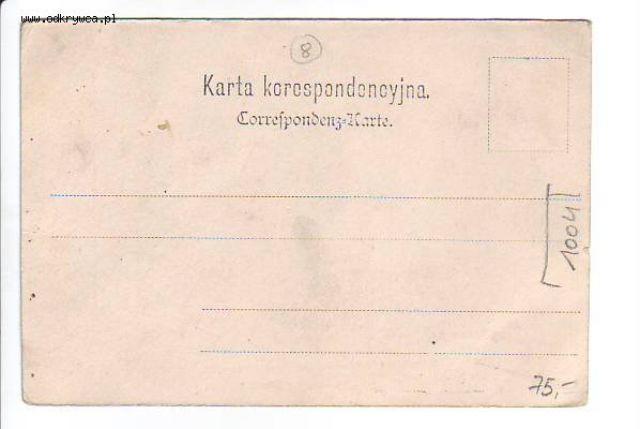 www.odkrywca.pl
8
Karta korespondencyjna.
Correſpondenz-Karte.
1004
75,-